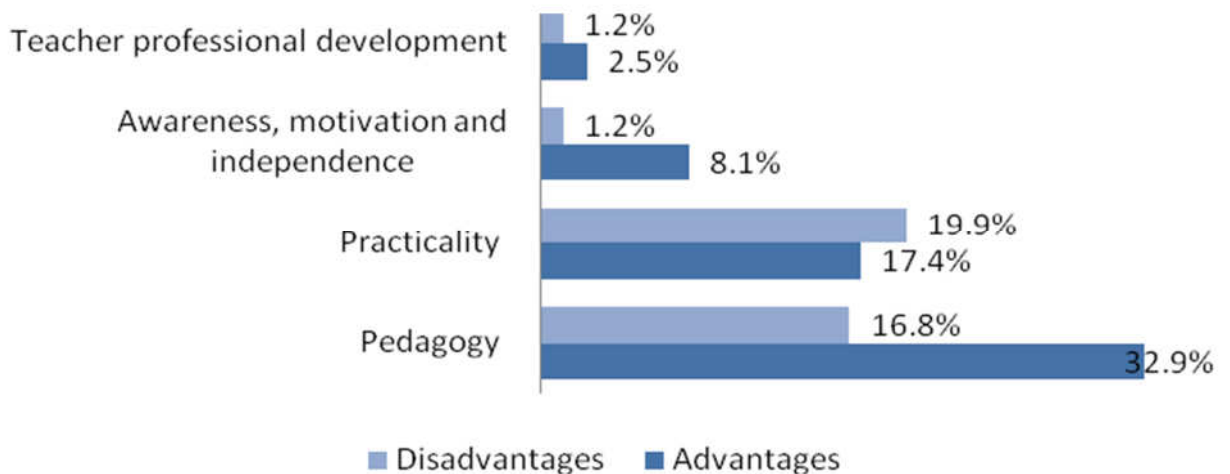 Teacher professional development
1.2%
2.5%
Awareness, motivation and
independence
1.2%
8.1%
Practicality
19.9%
17.4%
Pedagogy
16.8%
32.9%
Disadvantages Advantages